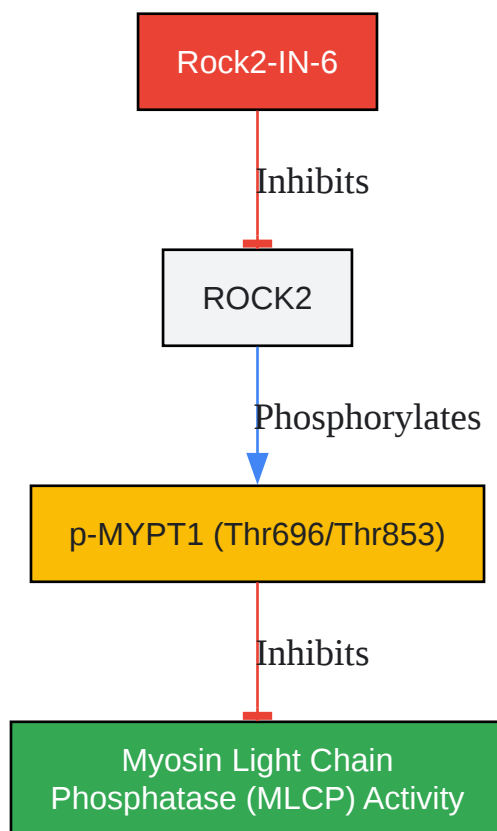 Rock2-IN-6
Inhibits
ROCK2
Phosphorylates
p-MYPT1 (Thr696/Thr853)
Inhibits
Myosin Light Chain
Phosphatase (MLCP) Activity